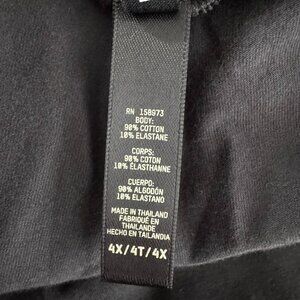 RN 158973
BODY:
90% COTTON
10% ELASTANE
CORPS:
90% COTON
10% ÉLASTHANNE
CUERPO:
90% ALGODÓN
10% ELASTANO
MADE IN THAILAND
FABRIQUÉ EN
THAÏLANDE
HECHO EN TAILANDIA
4X/4T/4X